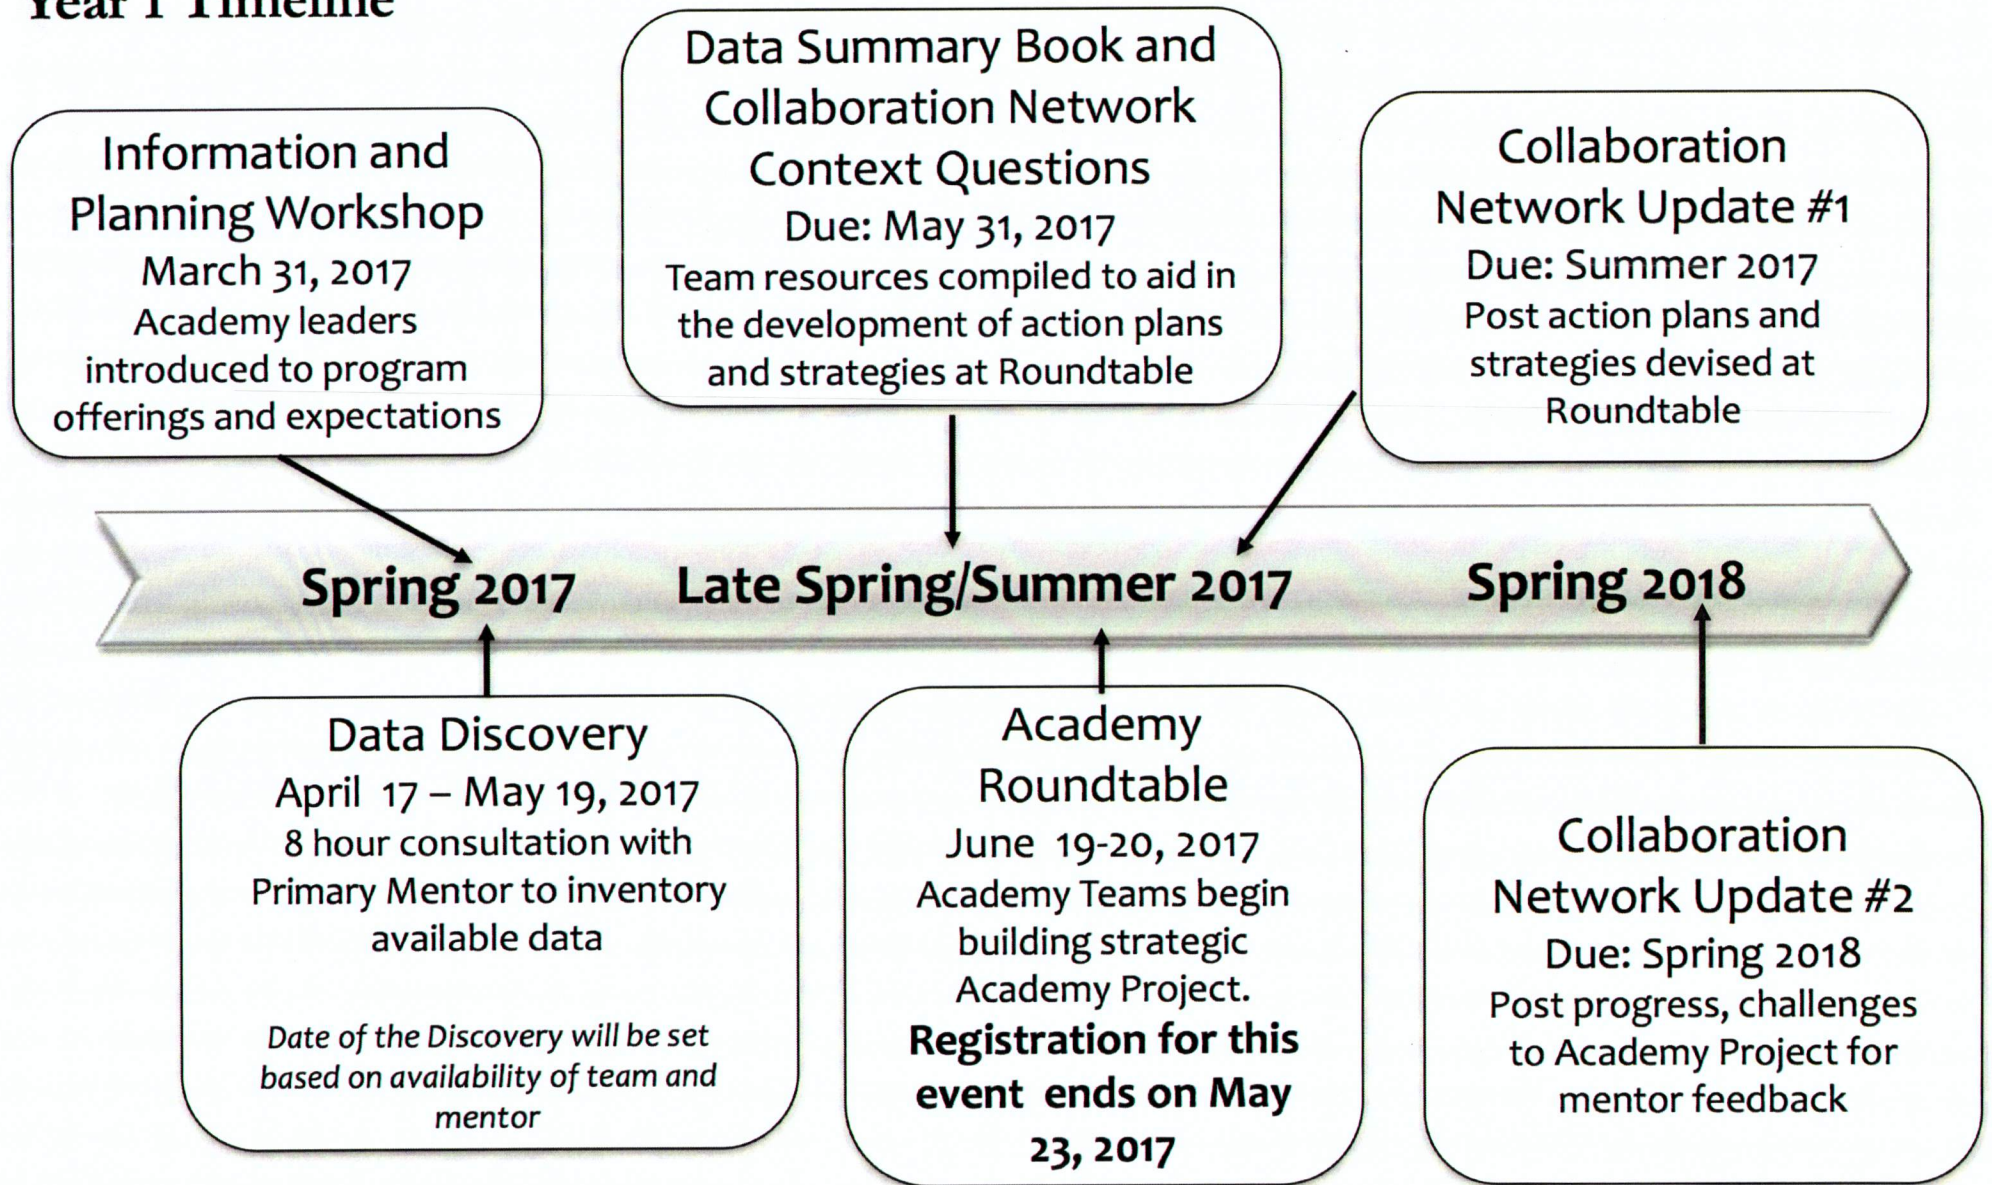 Year 1 Timeline
Information and
Planning Workshop
March 31, 2017
Academy leaders
introduced to program
offerings and expectations
Data Summary Book and
Collaboration Network
Context Questions
Due: May 31, 2017
Team resources compiled to aid in
the development of action plans
and strategies at Roundtable
Collaboration
Network Update #1
Due: Summer 2017
Post action plans and
strategies devised at
Roundtable
Spring 2017
Late Spring/Summer 2017
Spring 2018
Data Discovery
April 17 – May 19, 2017
8 hour consultation with
Primary Mentor to inventory
available data
Date of the Discovery will be set
based on availability of team and
mentor
Academy
Roundtable
June 19-20, 2017
Academy Teams begin
building strategic
Academy Project.
Registration for this
event ends on May
23, 2017
Collaboration
Network Update #2
Due: Spring 2018
Post progress, challenges
to Academy Project for
mentor feedback